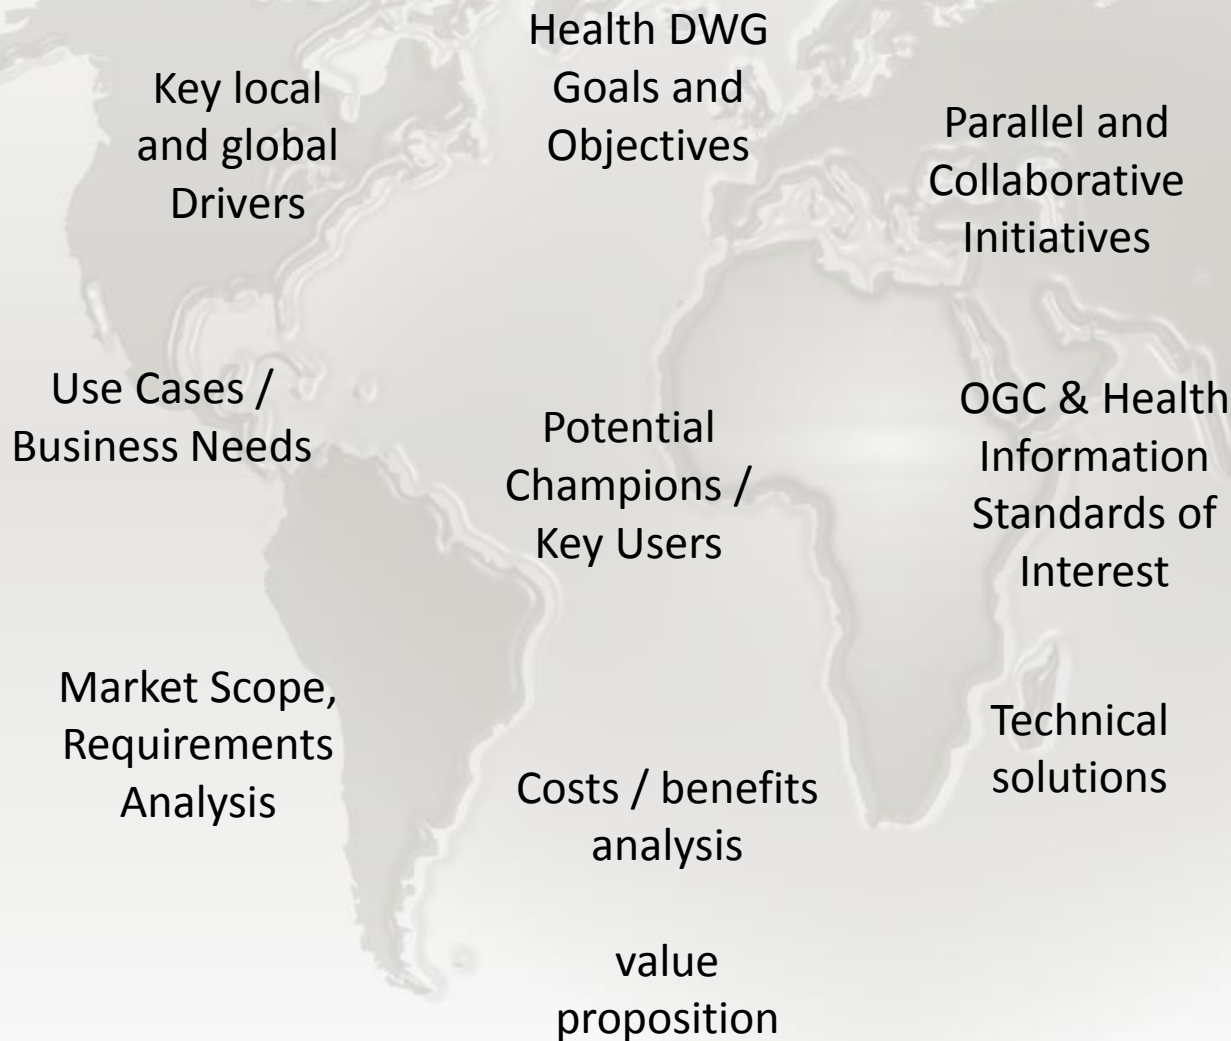 Health DWG
Goals and
Objectives
Key local
and global
Drivers
Parallel and
Collaborative
Initiatives
Use Cases /
Business Needs
Potential
Champions /
Key Users
OGC & Health
Information
Standards of
Interest
Market Scope,
Requirements
Analysis
Costs / benefits
analysis
Technical
solutions
value
proposition